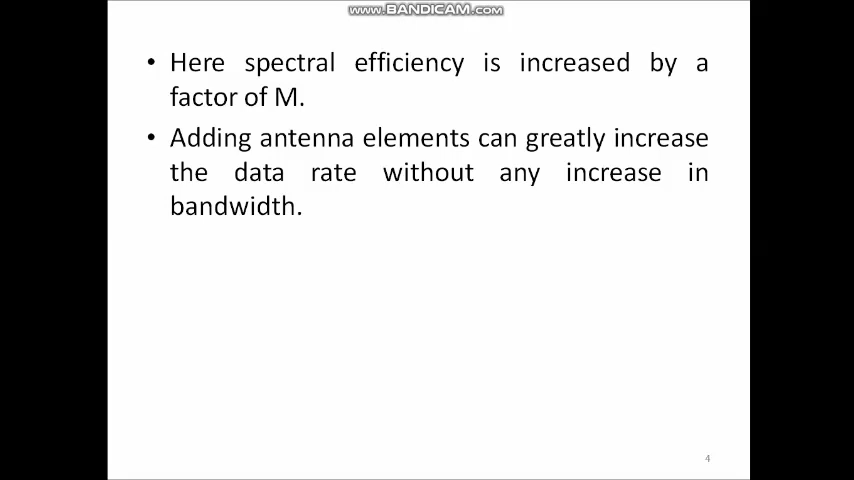 www.BANDICAM.com
• Here spectral efficiency is increased by a
factor of M.
• Adding antenna elements can greatly increase
the data rate without any increase in
bandwidth.
4